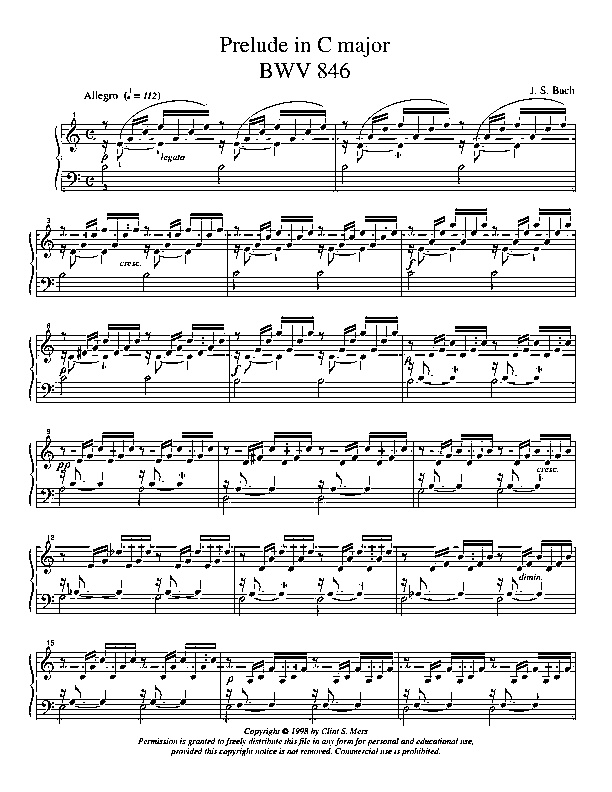 Prelude in C major
BWV 846
Allegro (♩ = 112)
J. S. Bach
1
p
legato
3
cresc.
f
6
p
f
p
9
pp
cresc.
12
dimin.
15
p
Copyright © 1998 by Clint S. Mers
Permission is granted to freely distribute this file in any form for personal and educational use,
provided this copyright notice is not removed. Commercial use is prohibited.